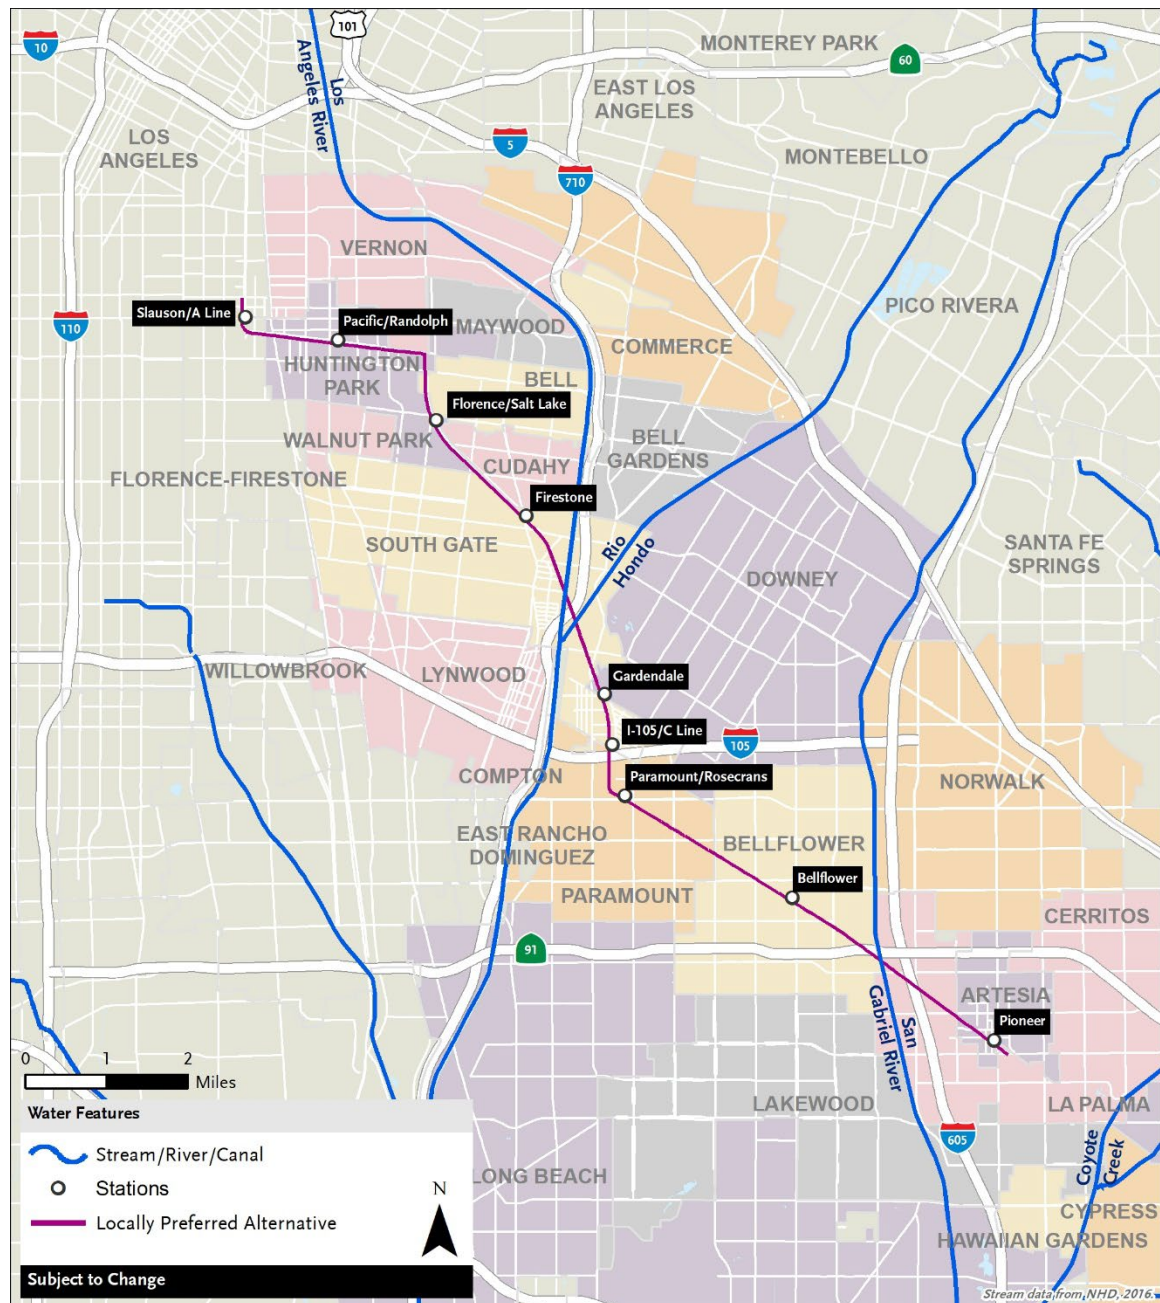 101
10
MONTEREY PARK
60
Los
Angeles River
EAST LOS
ANGELES
LOS
ANGELES
5
MONTEBELLO
710
VERNON
PICO RIVERA
Slauson/A Line
110
Pacific/Randolph
MAYWOOD
COMMERCE
HUNTINGTON
PARK
BELL
Florence/Salt Lake
WALNUT PARK
BELL
GARDENS
CUDAHY
FLORENCE-FIRESTONE
Firestone
SOUTH GATE
Rio
Hondo
SANTA FE
SPRINGS
DOWNEY
WILLOWBROOK
LYNWOOD
Gardendale
I-105/C Line
105
COMPTON
Paramount/Rosecrans
NORWALK
EAST RANCHO
DOMINGUEZ
BELLFLOWER
Bellflower
PARAMOUNT
CERRITOS
91
ARTESIA
San
Gabriel River
Pioneer
LAKEWOOD
LA PALMA
605
Coyote
Creek
LONG BEACH
CYPRESS
HAWAIIAN GARDENS
0 1 2
Miles
Water Features
Stream/River/Canal
Stations
Locally Preferred Alternative
N
Subject to Change
Stream data from NHD, 2016.